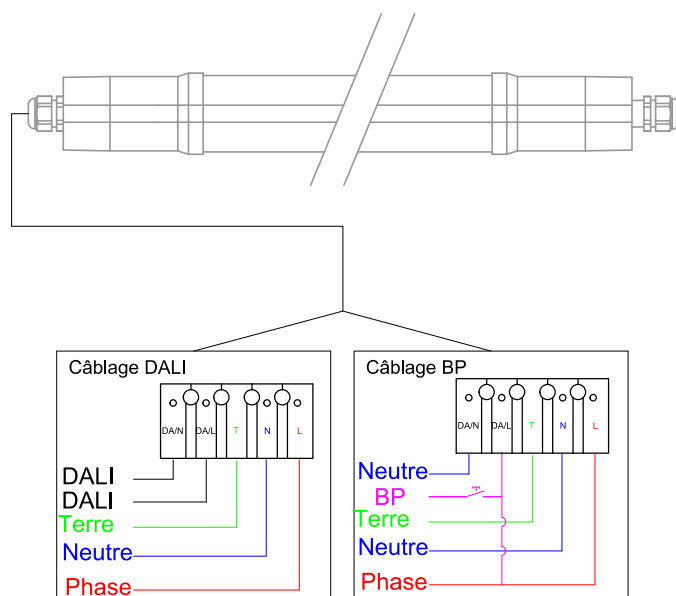 Câblage DALI
DA/N DA/L T N L
DALI
DALI
Terre
Neutre
Phase
Câblage BP
DA/N DA/L T N L
Neutre
BP
Terre
Neutre
Phase